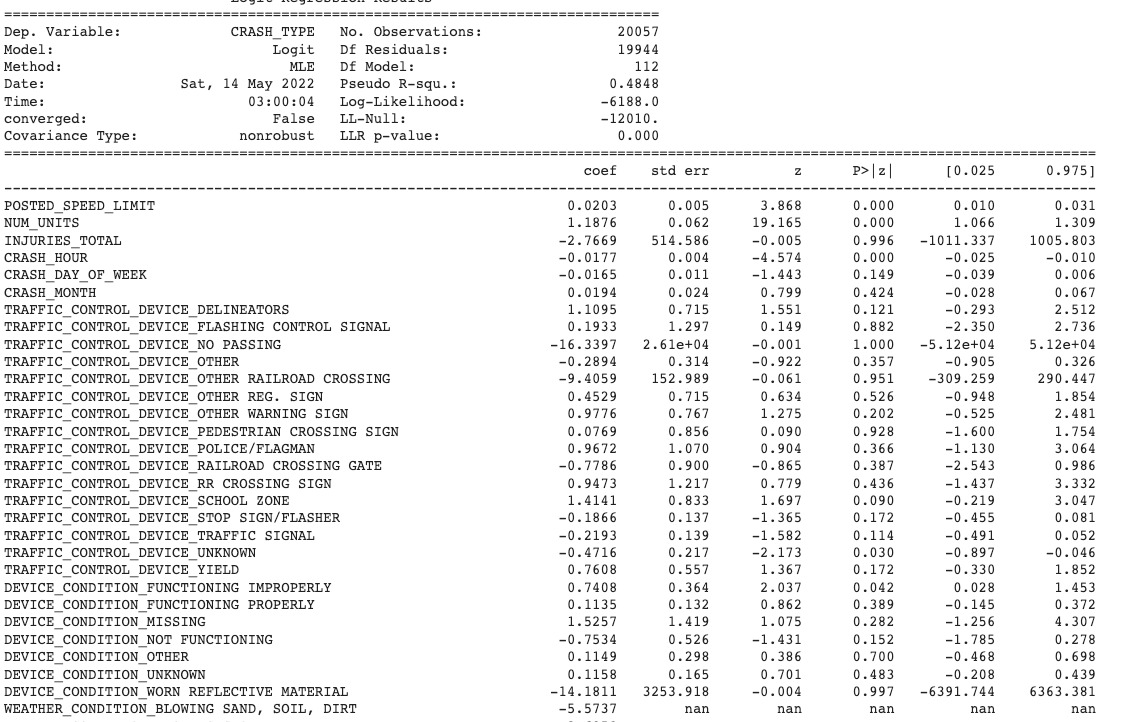 Logit Regression Results
Dep. Variable: CRASH_TYPE No. Observations: 20057
Model: Logit Df Residuals: 19944
Method: MLE Df Model: 112
Date: Sat, 14 May 2022 Pseudo R-squ.: 0.4848
Time: 03:00:04 Log-Likelihood: -6188.0
converged: False LL-Null: -12010.
Covariance Type: nonrobust LLR p-value: 0.000
coef std err z P>|z| [0.025 0.975]
POSTED_SPEED_LIMIT 0.0203 0.005 3.868 0.000 0.010 0.031
NUM_UNITS 1.1876 0.062 19.165 0.000 1.066 1.309
INJURIES_TOTAL -2.7669 514.586 -0.005 0.996 -1011.337 1005.803
CRASH_HOUR -0.0177 0.004 -4.574 0.000 -0.025 -0.010
CRASH_DAY_OF_WEEK -0.0165 0.011 -1.443 0.149 -0.039 0.006
CRASH_MONTH 0.0194 0.024 0.799 0.424 -0.028 0.067
TRAFFIC_CONTROL_DEVICE_DELINEATORS 1.1095 0.715 1.551 0.121 -0.293 2.512
TRAFFIC_CONTROL_DEVICE_FLASHING CONTROL SIGNAL 0.1933 1.297 0.149 0.882 -2.350 2.736
TRAFFIC_CONTROL_DEVICE_NO PASSING -16.3397 2.61e+04 -0.001 1.000 -5.12e+04 5.12e+04
TRAFFIC_CONTROL_DEVICE_OTHER -0.2894 0.314 -0.922 0.357 -0.905 0.326
TRAFFIC_CONTROL_DEVICE_OTHER RAILROAD CROSSING -9.4059 152.989 -0.061 0.951 -309.259 290.447
TRAFFIC_CONTROL_DEVICE_OTHER REG. SIGN 0.4529 0.715 0.634 0.526 -0.948 1.854
TRAFFIC_CONTROL_DEVICE_OTHER WARNING SIGN 0.9776 0.767 1.275 0.202 -0.525 2.481
TRAFFIC_CONTROL_DEVICE_PEDESTRIAN CROSSING SIGN 0.0769 0.856 0.090 0.928 -1.600 1.754
TRAFFIC_CONTROL_DEVICE_POLICE/FLAGMAN 0.9672 1.070 0.904 0.366 -1.130 3.064
TRAFFIC_CONTROL_DEVICE_RAILROAD CROSSING GATE -0.7786 0.900 -0.865 0.387 -2.543 0.986
TRAFFIC_CONTROL_DEVICE_RR CROSSING SIGN 0.9473 1.217 0.779 0.436 -1.437 3.332
TRAFFIC_CONTROL_DEVICE_SCHOOL ZONE 1.4141 0.833 1.697 0.090 -0.219 3.047
TRAFFIC_CONTROL_DEVICE_STOP SIGN/FLASHER -0.1866 0.137 -1.365 0.172 -0.455 0.081
TRAFFIC_CONTROL_DEVICE_TRAFFIC SIGNAL -0.2193 0.139 -1.582 0.114 -0.491 0.052
TRAFFIC_CONTROL_DEVICE_UNKNOWN -0.4716 0.217 -2.173 0.030 -0.897 -0.046
TRAFFIC_CONTROL_DEVICE_YIELD 0.7608 0.557 1.367 0.172 -0.330 1.852
DEVICE_CONDITION_FUNCTIONING IMPROPERLY 0.7408 0.364 2.037 0.042 0.028 1.453
DEVICE_CONDITION_FUNCTIONING PROPERLY 0.1135 0.132 0.862 0.389 -0.145 0.372
DEVICE_CONDITION_MISSING 1.5257 1.419 1.075 0.282 -1.256 4.307
DEVICE_CONDITION_NOT FUNCTIONING -0.7534 0.526 -1.431 0.152 -1.785 0.278
DEVICE_CONDITION_OTHER 0.1149 0.298 0.386 0.700 -0.468 0.698
DEVICE_CONDITION_UNKNOWN 0.1158 0.165 0.701 0.483 -0.208 0.439
DEVICE_CONDITION_WORN REFLECTIVE MATERIAL -14.1811 3253.918 -0.004 0.997 -6391.744 6363.381
WEATHER_CONDITION_BLOWING SAND, SOIL, DIRT -5.5737 nan nan nan nan nan